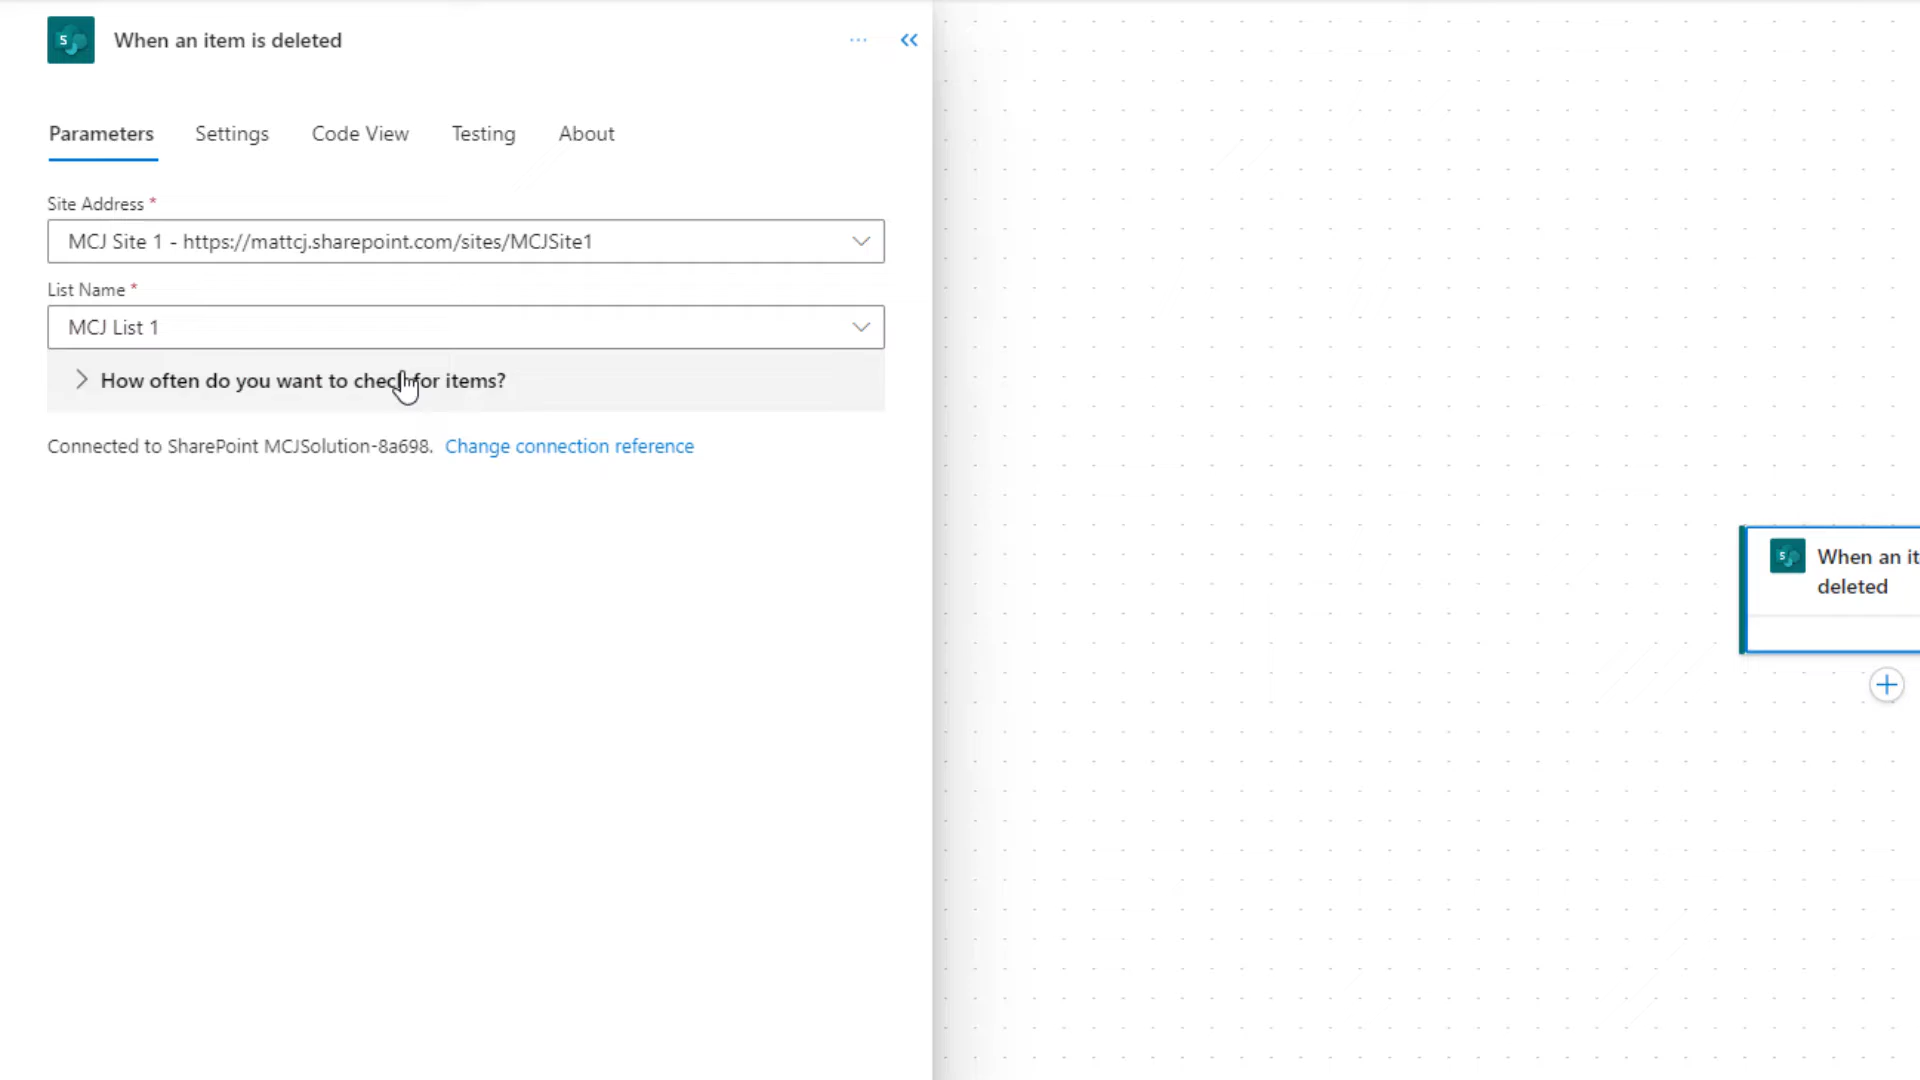 When an item is deleted
Parameters Settings Code View Testing About
Site Address *
MCJ Site 1 - https://mattcj.sharepoint.com/sites/MCJSite1
List Name *
MCJ List 1
How often do you want to check for items?
Connected to SharePoint MCJSolution-8a698. Change connection reference
When an it
deleted